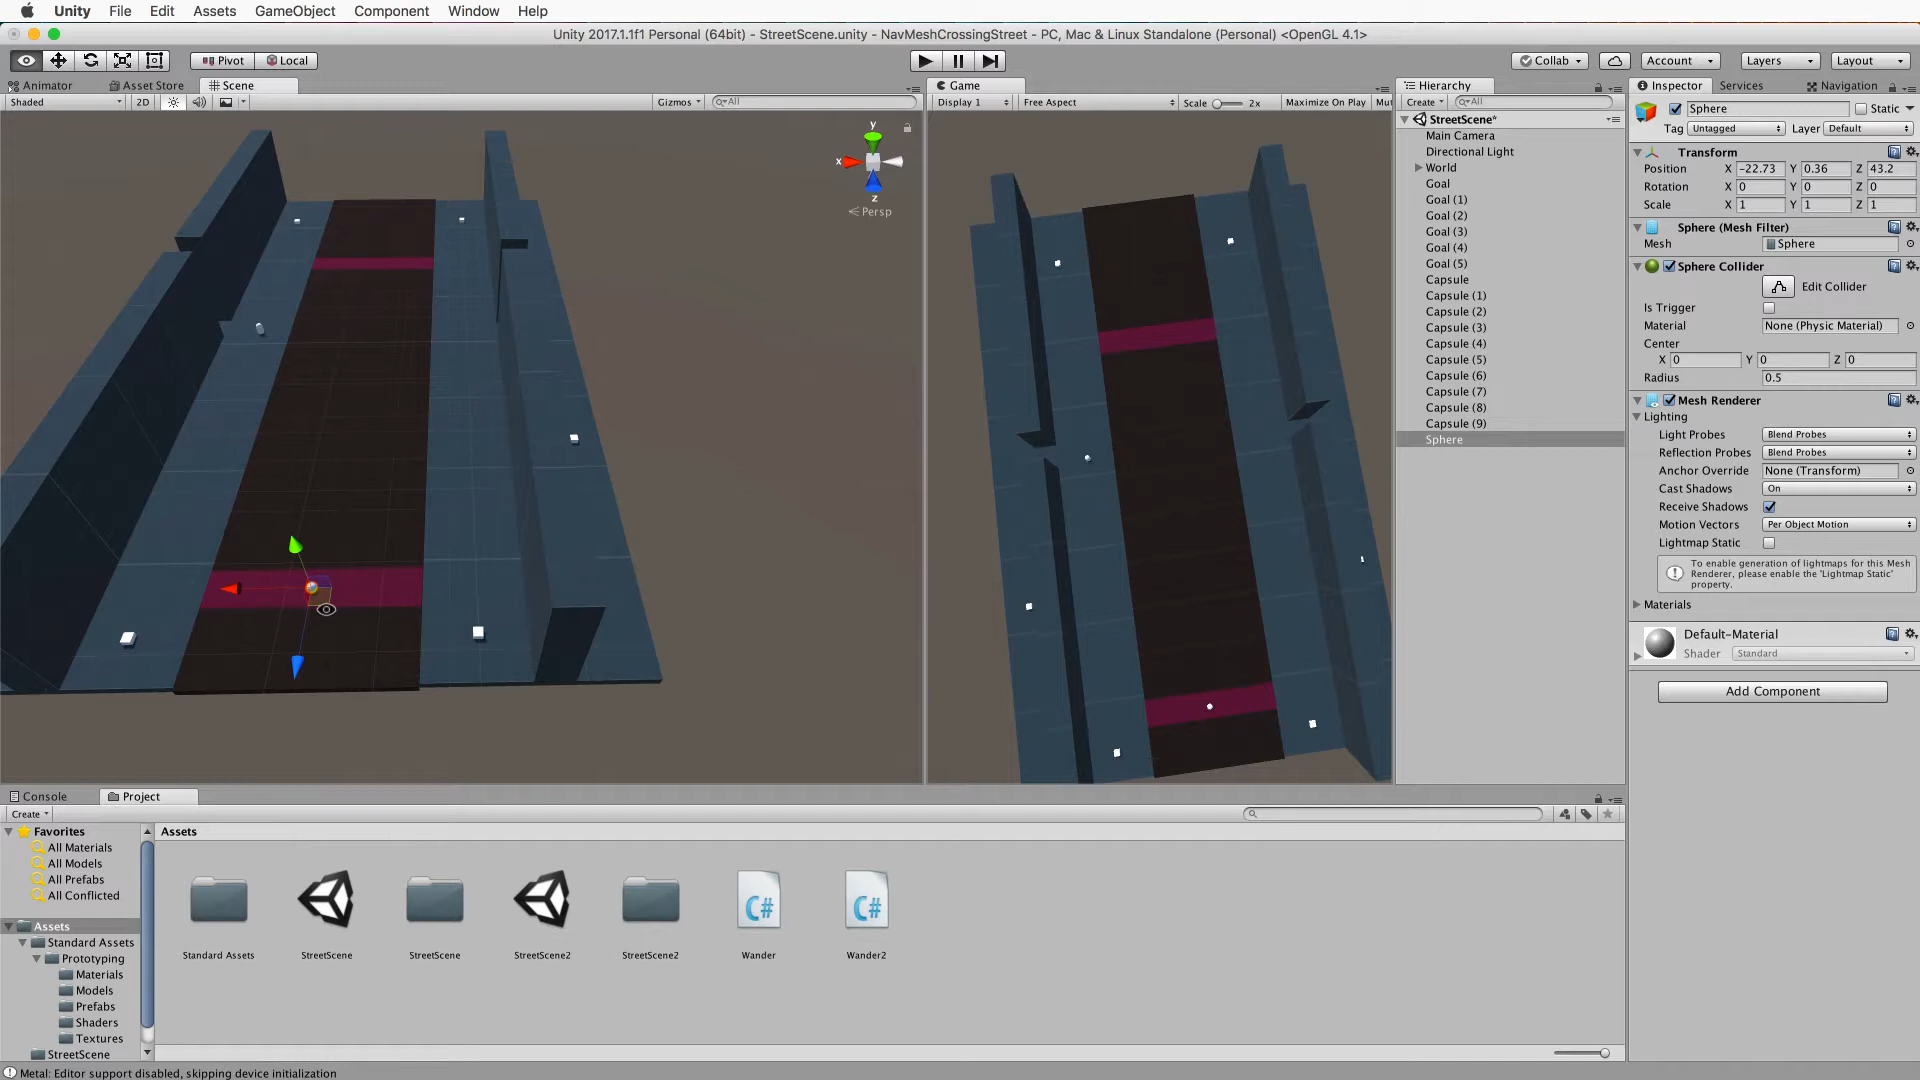 Unity File Edit Assets GameObject Component Window Help
Unity 2017.1.1f1 Personal (64bit) - StreetScene.unity - NavMeshCrossingStreet - PC, Mac & Linux Standalone (Personal) <OpenGL 4.1>
Pivot Local Collab Account Layers Layout
Animator Asset Store Scene
Shaded 2D Gizmos All
y
x
z
Persp
Game
Display 1 Free Aspect Scale 2x Maximize On Play Mut
Hierarchy
Create All
StreetScene*
Main Camera
Directional Light
World
Goal
Goal (1)
Goal (2)
Goal (3)
Goal (4)
Goal (5)
Capsule
Capsule (1)
Capsule (2)
Capsule (3)
Capsule (4)
Capsule (5)
Capsule (6)
Capsule (7)
Capsule (8)
Capsule (9)
Sphere
Inspector Services Navigation
Sphere Static
Tag Untagged Layer Default
Transform
Position X -22.73 Y 0.36 Z 43.2
Rotation X 0 Y 0 Z 0
Scale X 1 Y 1 Z 1
Sphere (Mesh Filter)
Mesh Sphere
Sphere Collider
Edit Collider
Is Trigger
Material None (Physic Material)
Center
X 0 Y 0 Z 0
Radius 0.5
Mesh Renderer
Lighting
Light Probes Blend Probes
Reflection Probes Blend Probes
Anchor Override None (Transform)
Cast Shadows On
Receive Shadows
Motion Vectors Per Object Motion
Lightmap Static
To enable generation of lightmaps for this Mesh
Renderer, please enable the 'Lightmap Static'
property.
Materials
Default-Material
Shader Standard
Add Component
Console Project
Create
Favorites
All Materials
All Models
All Prefabs
All Conflicted
Assets
Standard Assets
Prototyping
Materials
Models
Prefabs
Shaders
Textures
StreetScene
Assets
C# C#
Standard Assets StreetScene StreetScene StreetScene2 StreetScene2 Wander Wander2
Metal: Editor support disabled, skipping device initialization